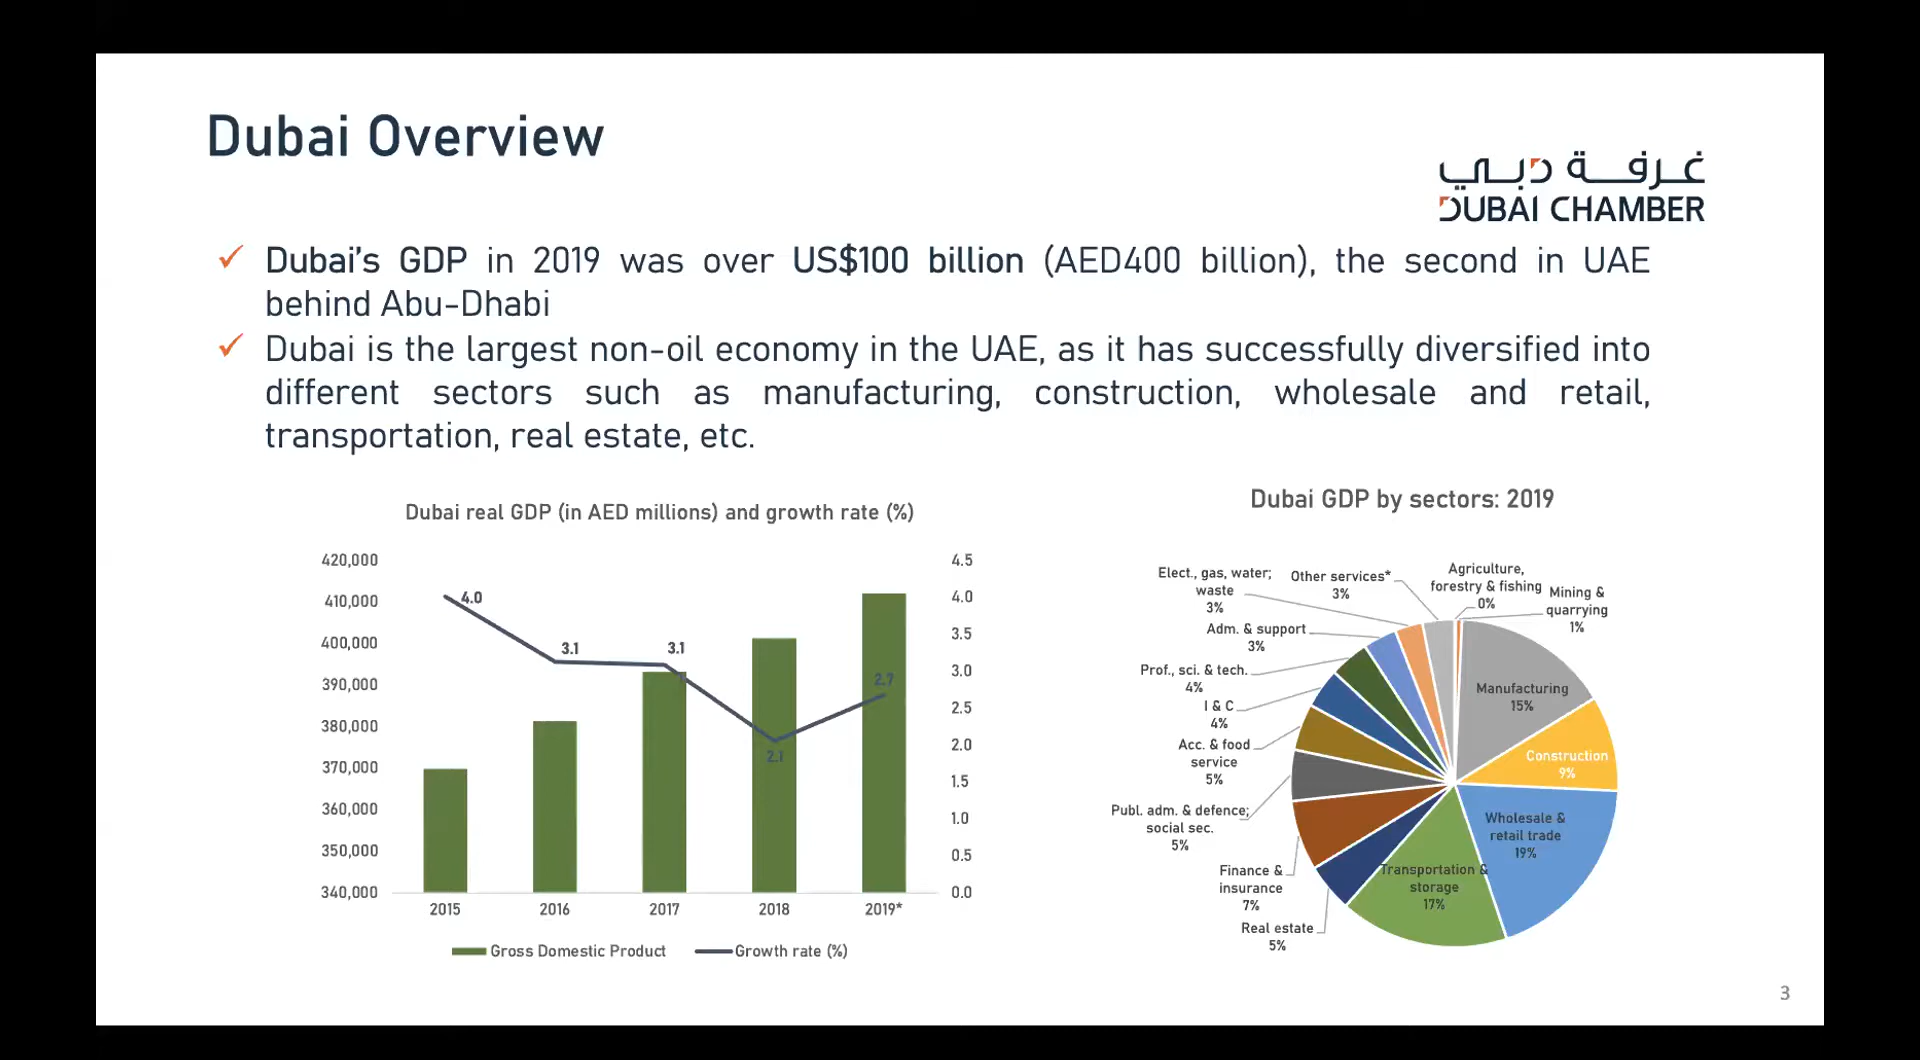 Dubai Overview
غرفة دبي
DUBAI CHAMBER
✓ Dubai's GDP in 2019 was over US$100 billion (AED400 billion), the second in UAE
behind Abu-Dhabi
✓ Dubai is the largest non-oil economy in the UAE, as it has successfully diversified into
different sectors such as manufacturing, construction, wholesale and retail,
transportation, real estate, etc.
Dubai real GDP (in AED millions) and growth rate (%)
420,000
410,000
400,000
390,000
380,000
370,000
360,000
350,000
340,000
4.0
3.1
3.1
2.1
2.7
4.5
4.0
3.5
3.0
2.5
2.0
1.5
1.0
0.5
0.0
2015 2016 2017 2018 2019*
Gross Domestic Product Growth rate (%)
Dubai GDP by sectors: 2019
Agriculture,
forestry & fishing
0%
Mining &
quarrying
1%
Manufacturing
15%
Construction
9%
Wholesale &
retail trade
19%
Transportation &
storage
17%
Real estate
5%
Finance &
insurance
7%
Publ. adm. & defence;
social sec.
5%
Acc. & food
service
5%
I & C
4%
Prof., sci. & tech.
4%
Adm. & support
3%
Elect., gas, water;
waste
3%
Other services*
3%
3